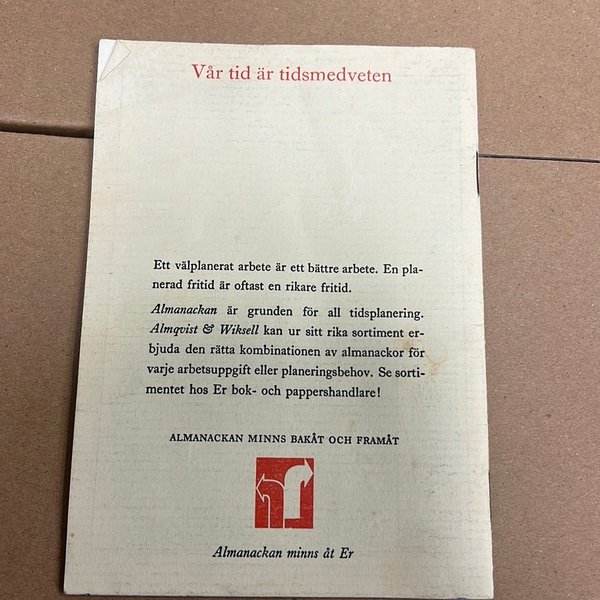 Vår tid är tidsmedveten
Ett välplanerat arbete är ett bättre arbete. En pla-
nerad fritid är oftast en rikare fritid.
Almanackan är grunden för all tidsplanering.
Almqvist & Wiksell kan ur sitt rika sortiment er-
bjuda den rätta kombinationen av almanackor för
varje arbetsuppgift eller planeringsbehov. Se sorti-
mentet hos Er bok- och pappershandlare!
ALMANACKAN MINNS BAKÅT OCH FRAMÅT
Almanackan minns åt Er